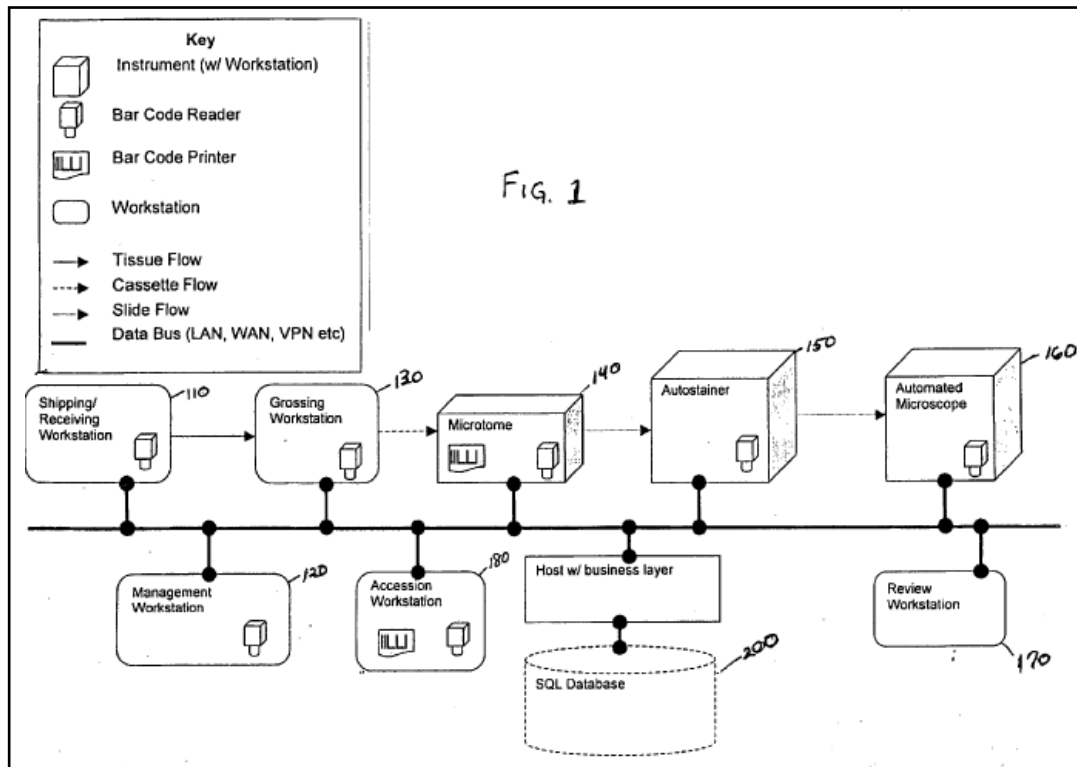 Key
Instrument (w/ Workstation)
Bar Code Reader
Bar Code Printer
Workstation
Tissue Flow
Cassette Flow
Slide Flow
Data Bus (LAN, WAN, VPN etc)
FIG. 1
Shipping/
Receiving
Workstation
110
Grossing
Workstation
130
Microtome
140
Autostainer
150
Automated
Microscope
160
Management
Workstation
120
Accession
Workstation
180
Host w/ business layer
SQL Database
200
Review
Workstation
170